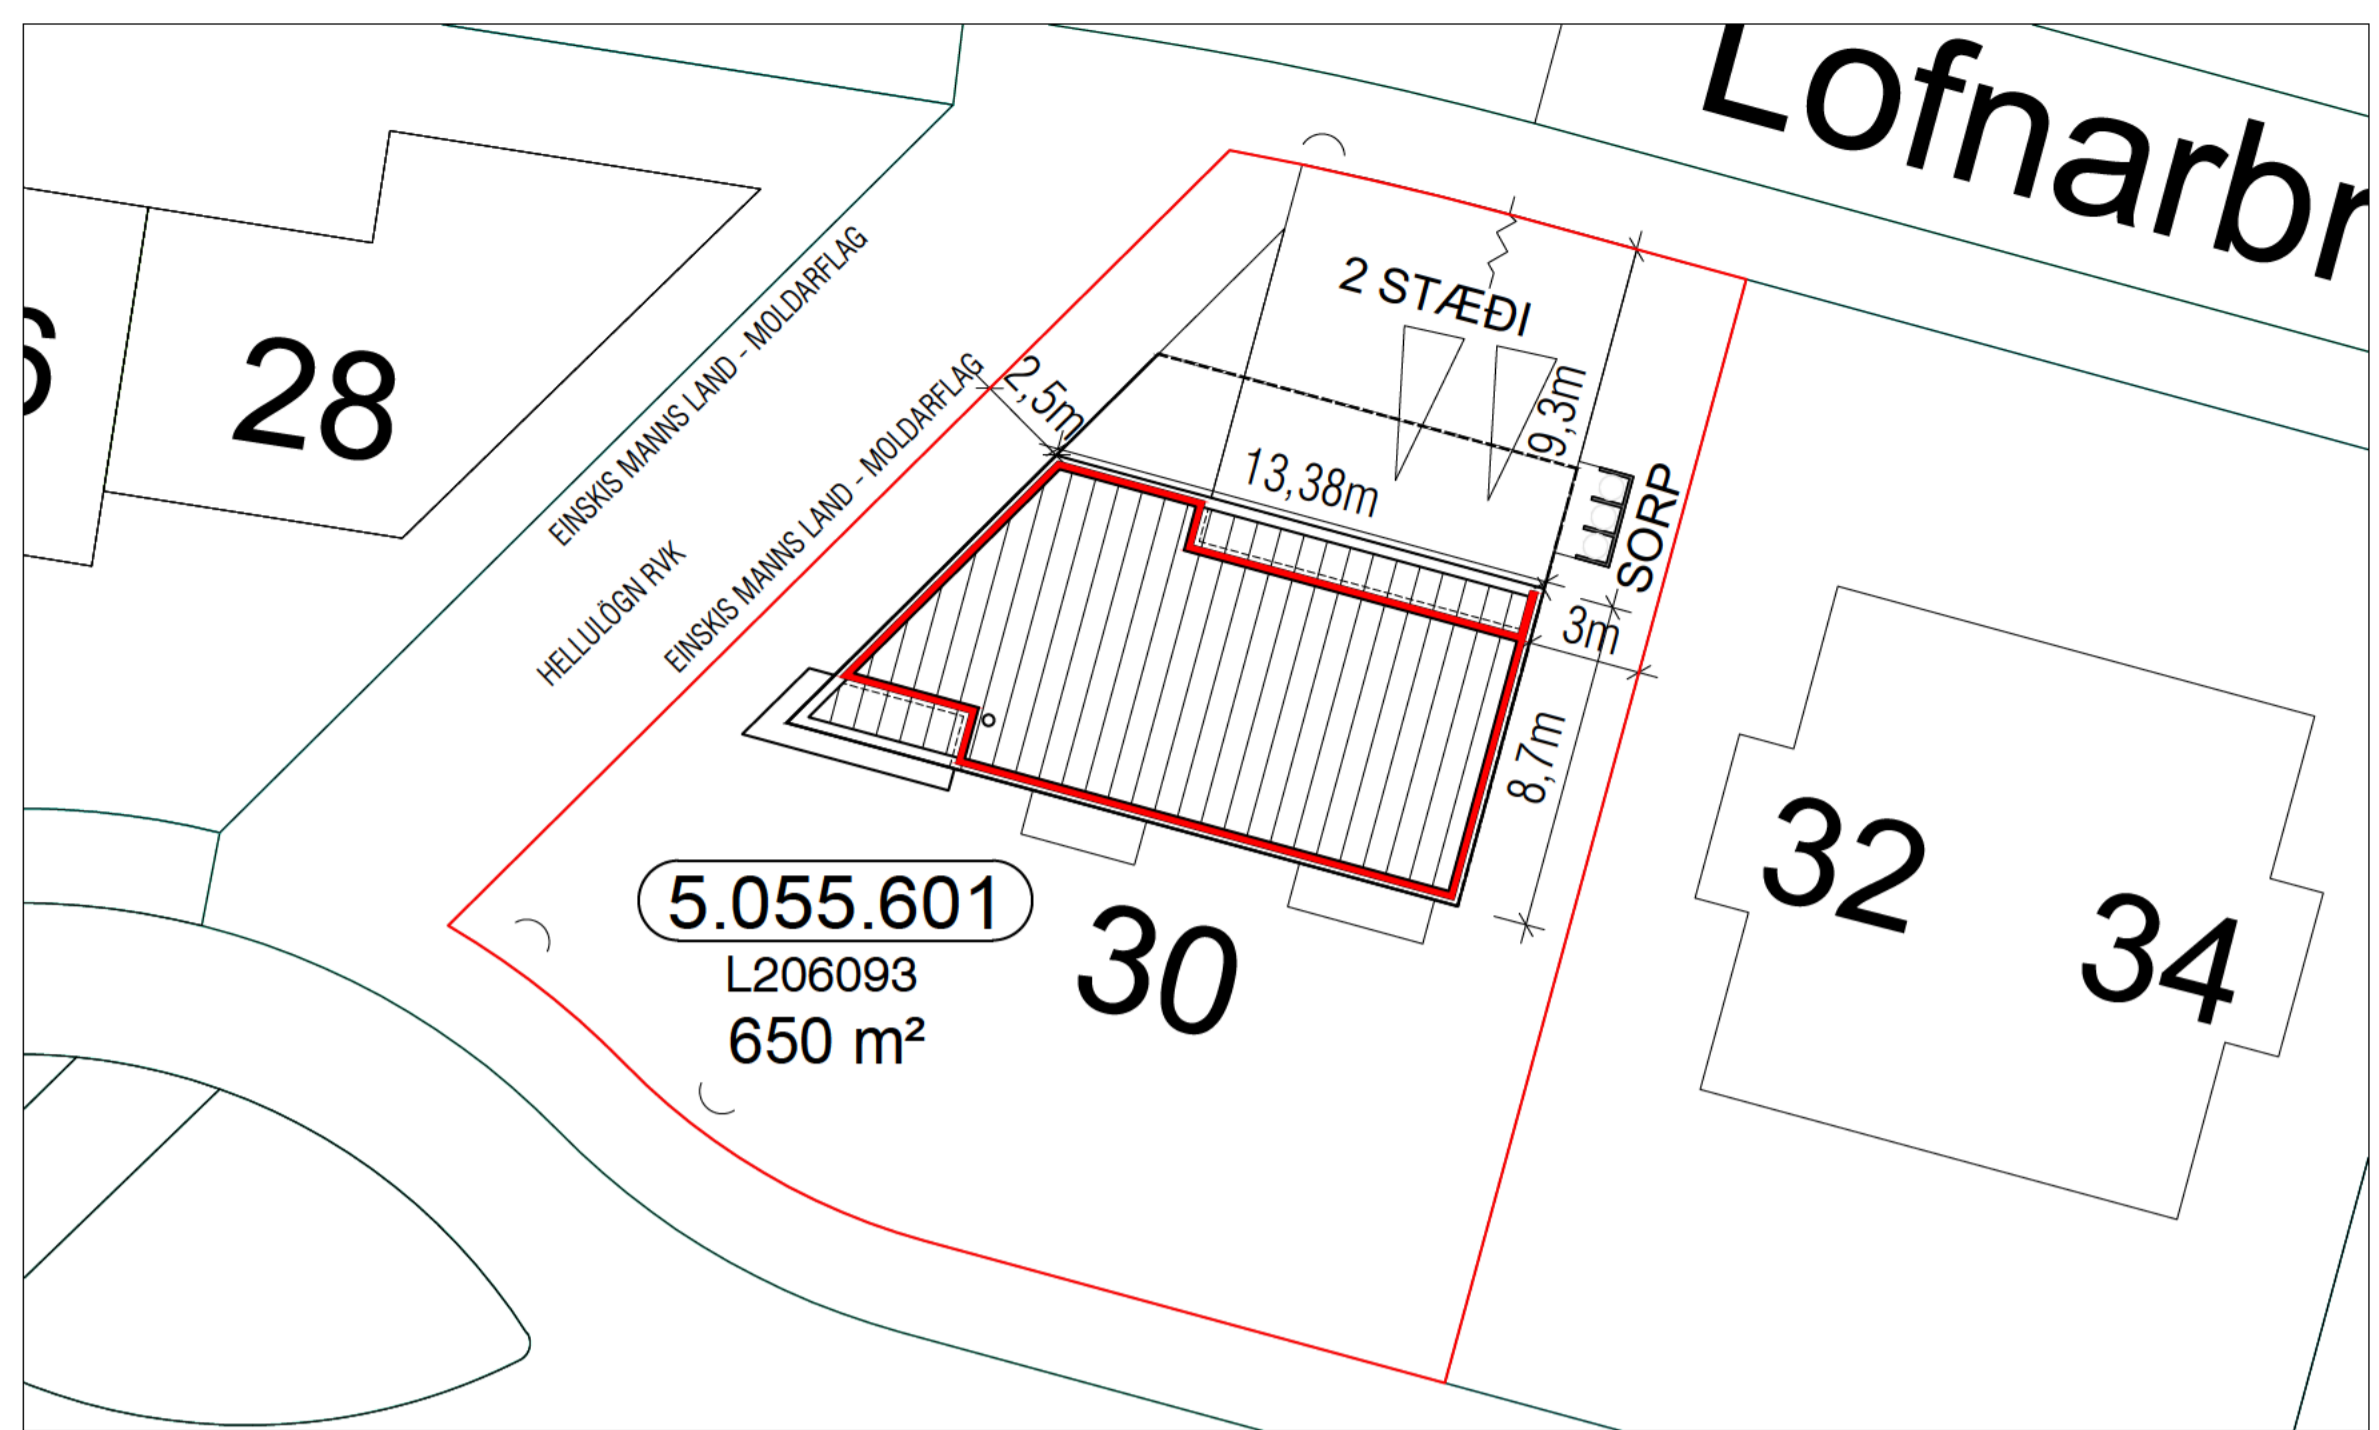 Lofnarbr
6
28
EINSKIS MANNS LAND - MOLDARFLAG
HELLULÖGN RVK
EINSKIS MANNS LAND - MOLDARFLAG
2,5m
2 STÆÐI
9,3m
13,38m
SORP
3m
8,7m
5.055.601
L206093
650 m²
30
32
34